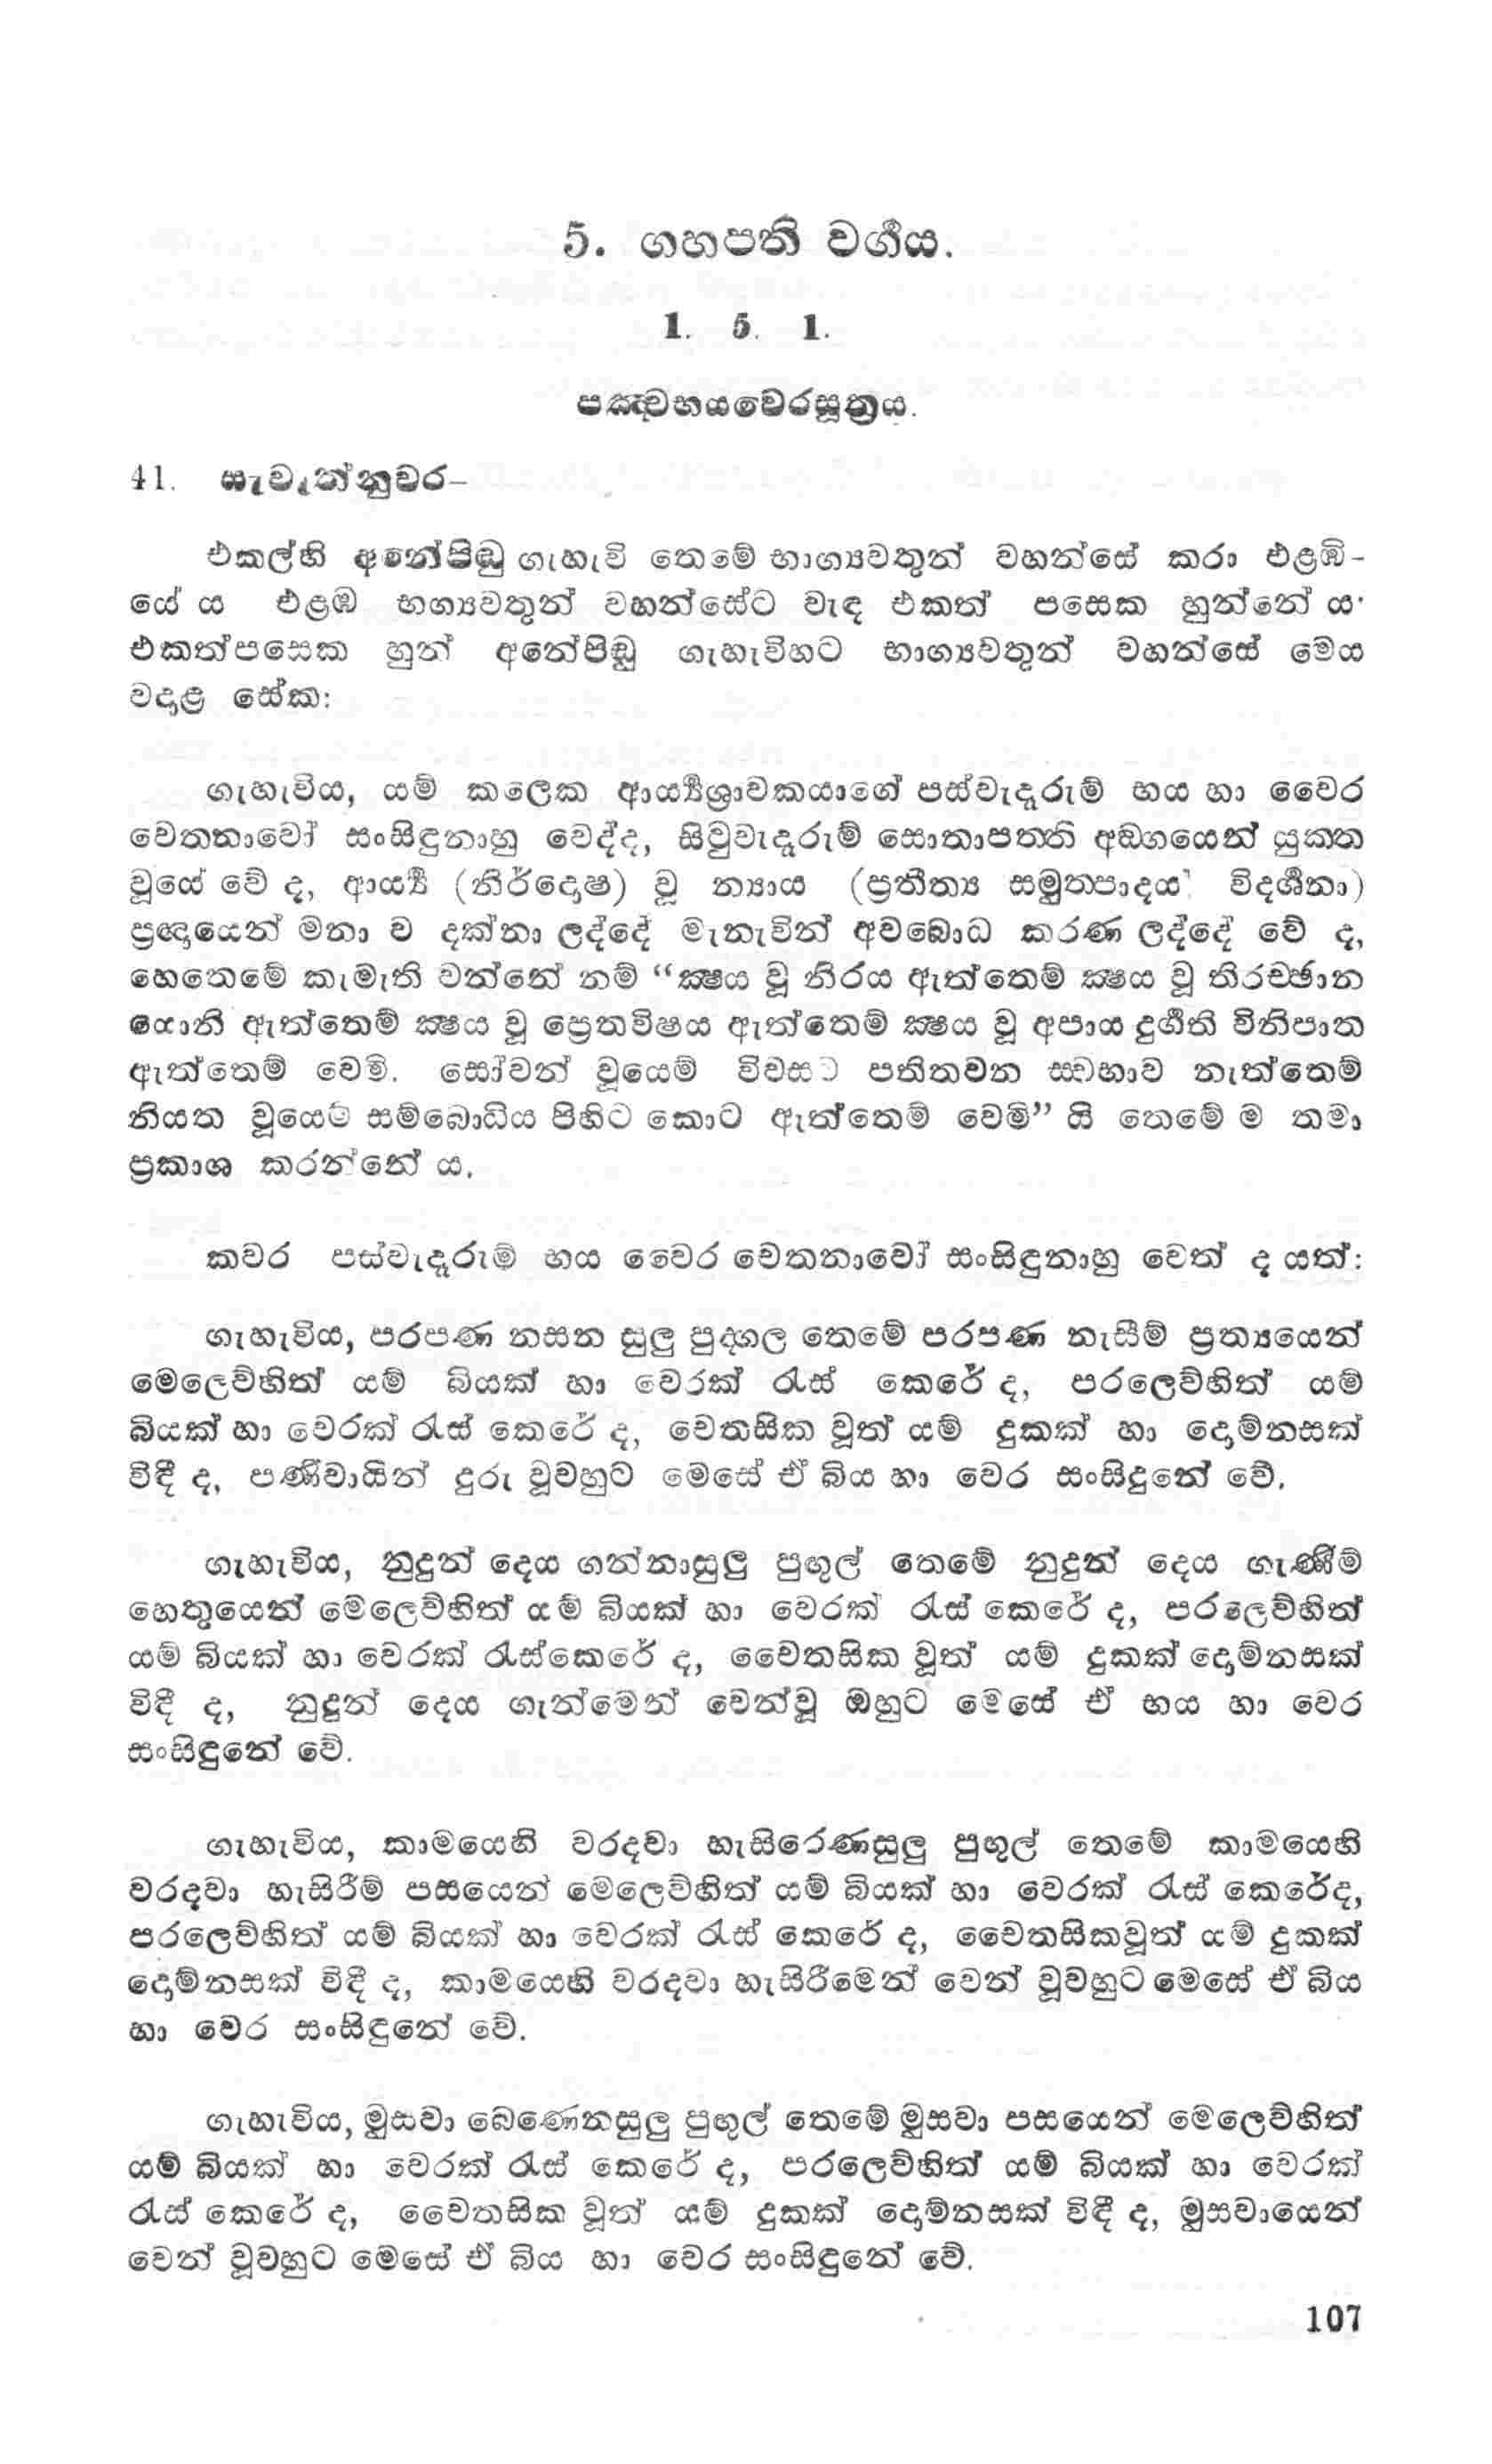 5. ගහපති වර්‍ගය.
1. 5. 1.
පඤ්චභයවෙරසූත්‍රය.
41. සැවැත්නුවර–
එකල්හි අනේපිඬු ගැහැවි තෙමේ භාග්‍යවතුන් වහන්සේ කරා එළඹි-
යේ ය එළඹ භග්‍යවතුන් වහන්සේට වැඳ එකත් පසෙක හුන්නේ ය.
එකත්පසෙක හුන් අනේපිඬු ගැහැවිහට භාග්‍යවතුන් වහන්සේ මෙය
වදාළ සේක:
ගැහැවිය, යම් කලෙක ආර්‍ය්‍යශ්‍රාවකයාගේ පස්වැදෑරුම් භය හා වෛර
චෙතනාවෝ සංසිඳුනාහු වෙද්ද, සිවුවැදෑරුම් සොතාපත්ති අඞ්ගයෙන් යුක්ත
වූයේ වේ ද, ආර්‍ය්‍ය (නිර්දොෂ) වූ න්‍යාය (ප්‍රතීත්‍ය සමුත්පාදය විදර්‍ශනා)
ප්‍රඥායෙන් මනා ව දක්නා ලද්දේ මැනැවින් අවබොධ කරණ ලද්දේ වේ ද,
හෙතෙමේ කැමැති වන්නේ නම් “ක්‍ෂය වූ නිරය ඇත්තෙම් ක්‍ෂය වූ තිරච්ඡාන
යොනි ඇත්තෙම් ක්‍ෂය වූ ප්‍රෙතවිෂය ඇත්තෙම් ක්‍ෂය වූ අපාය දුර්‍ගති විනිපාත
ඇත්තෙම් වෙමි. සෝවන් වූයෙම් විවසට පතිතවන ස්වභාව නැත්තෙම්
නියත වූයෙම් සම්බොධිය පිහිට කොට ඇත්තෙම් වෙමි” යි තෙමේ ම තමා
ප්‍රකාශ කරන්නේ ය.
කවර පස්වැදෑරුම් භය වෛර චෙතනාවෝ සංසිඳුනාහු වෙත් ද යත්:
ගැහැවිය, පරපණ නසන සුලු පුද්ගල තෙමේ පරපණ නැසීම් ප්‍රත්‍යයෙන්
මෙලෙව්හිත් යම් බියක් හා වෙරක් රැස් කෙරේ ද, පරලෙව්හිත් යම්
බියක් හා වෙරක් රැස් කෙරේ ද, චෙතසික වූත් යම් දුකක් හා දොම්නසක්
විඳී ද, පණිවායින් දුරු වූවහුට මෙසේ ඒ බිය හා වෙර සංසිඳුනේ වේ.
ගැහැවිය, නුදුන් දෙය ගන්නාසුලු පුඟුල් තෙමේ නුදුන් දෙය ගැණීම්
හෙතුයෙන් මෙලෙව්හිත් යම් බියක් හා වෙරක් රැස් කෙරේ ද, පරලෙව්හිත්
යම් බියක් හා වෙරක් රැස්කෙරේ ද, චෛතසික වූත් යම් දුකක් දොම්නසක්
විඳී ද, නුදුන් දෙය ගැන්මෙන් වෙන්වූ ඔහුට මෙසේ ඒ භය හා වෙර
සංසිඳුනේ වේ.
ගැහැවිය, කාමයෙහි වරදවා හැසිරෙණසුලු පුඟුල් තෙමේ කාමයෙහි
වරදවා හැසිරීම් පසයෙන් මෙලෙව්හිත් යම් බියක් හා වෙරක් රැස් කෙරේද,
පරලෙව්හිත් යම් බියක් හා වෙරක් රැස් කෙරේ ද, චෛතසිකවූත් යම් දුකක්
දොම්නසක් විඳී ද, කාමයෙහි වරදවා හැසිරීමෙන් වෙන් වූවහුට මෙසේ ඒ බිය
හා වෙර සංසිඳුනේ වේ.
ගැහැවිය, මුසවා බෙණෙනසුලු පුඟුල් තෙමේ මුසවා පසයෙන් මෙලෙව්හිත්
යම් බියක් හා වෙරක් රැස් කෙරේ ද, පරලෙව්හිත් යම් බියක් හා වෙරක්
රැස් කෙරේ ද, චෛතසික වූත් යම් දුකක් දොම්නසක් විඳී ද, මුසවායෙන්
වෙන් වූවහුට මෙසේ ඒ බිය හා වෙර සංසිඳුනේ වේ.
107